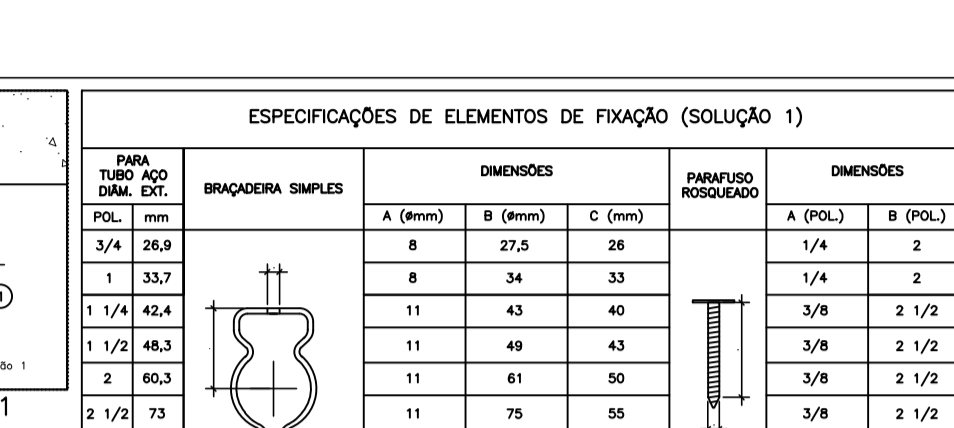 ESPECIFICAÇÕES DE ELEMENTOS DE FIXAÇÃO (SOLUÇÃO 1)
PARA
TUBO AÇO
DIÂM. EXT.
BRAÇADEIRA SIMPLES
DIMENSÕES
PARAFUSO
ROSQUEADO
DIMENSÕES
POL. mm A (Ømm) B (Ømm) C (mm) A (POL.) B (POL.)
3/4 26,9 8 27,5 26 1/4 2
1 33,7 8 34 33 1/4 2
1 1/4 42,4 11 43 40 3/8 2 1/2
1 1/2 48,3 11 49 43 3/8 2 1/2
2 60,3 11 61 50 3/8 2 1/2
2 1/2 73 11 75 55 3/8 2 1/2
ão 1
1